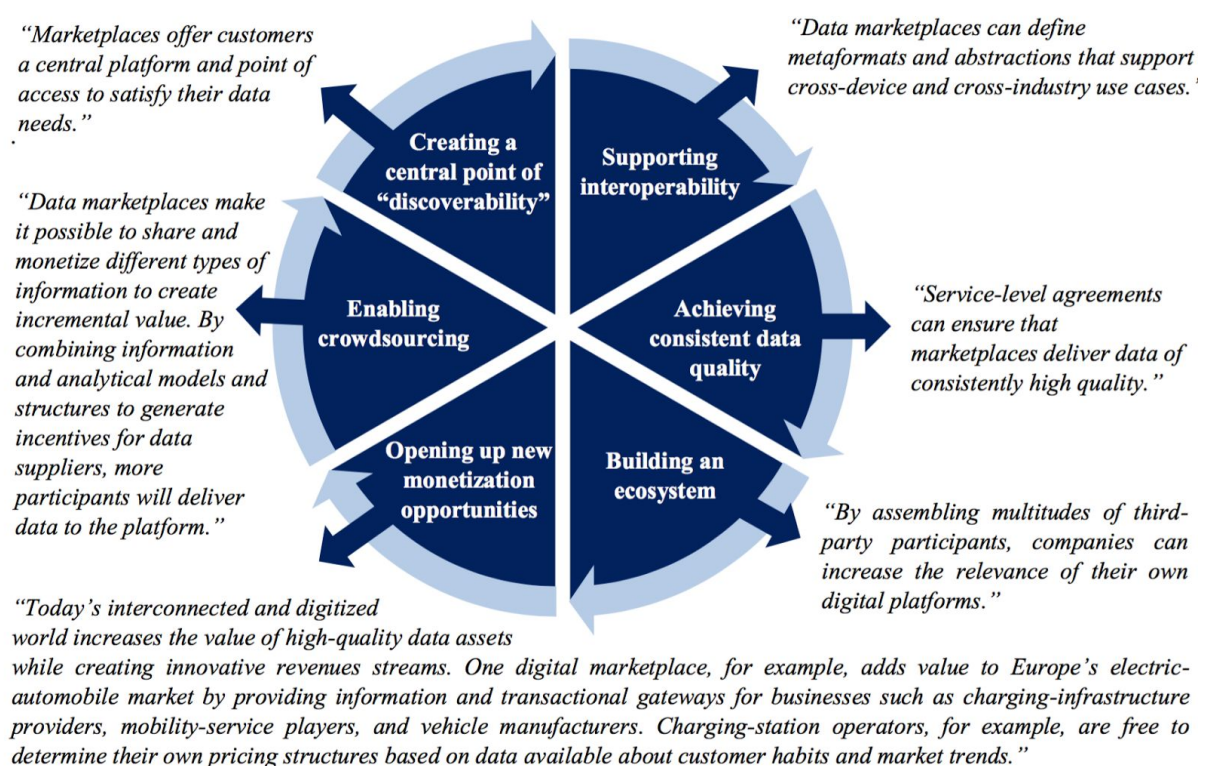 “Marketplaces offer customers
a central platform and point of
access to satisfy their data
needs.”
.
“Data marketplaces can define
metaformats and abstractions that support
cross-device and cross-industry use cases.’
Creating a
central point of
“discoverability”
Supporting
interoperability
“Data marketplaces make
it possible to share and
monetize different types of
information to create
incremental value. By
combining information
and analytical models and
structures to generate
incentives for data
suppliers, more
participants will deliver
data to the platform.”
Enabling
crowdsourcing
Achieving
consistent data
quality
“Service-level agreements
can ensure that
marketplaces deliver data of
consistently high quality.”
Opening up new
monetization
opportunities
Building an
ecosystem
“By assembling multitudes of third-
party participants, companies can
increase the relevance of their own
digital platforms.”
“Today’s interconnected and digitized
world increases the value of high-quality data assets
while creating innovative revenues streams. One digital marketplace, for example, adds value to Europe’s electric-
automobile market by providing information and transactional gateways for businesses such as charging-infrastructure
providers, mobility-service players, and vehicle manufacturers. Charging-station operators, for example, are free to
determine their own pricing structures based on data available about customer habits and market trends.”